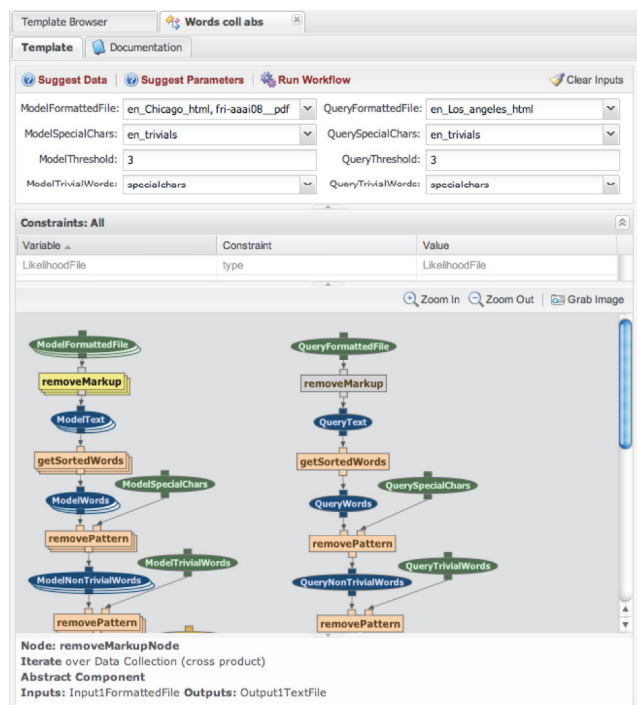 Template Browser
Words coll abs
Template
Documentation
Suggest Data
Suggest Parameters
Run Workflow
Clear Inputs
ModelFormattedFile: en_Chicago_html, fri-aaai08__pdf QueryFormattedFile: en_Los_angeles_html
ModelSpecialChars: en_trivials QuerySpecialChars: en_trivials
ModelThreshold: 3 QueryThreshold: 3
ModelTrivialWords: specialchars QueryTrivialWords: specialchars
Constraints: All
Variable Constraint Value
LikelihoodFile type LikelihoodFile
Zoom In Zoom Out Grab Image
ModelFormattedFile QueryFormattedFile
removeMarkup removeMarkup
ModelText QueryText
getSortedWords getSortedWords
ModelSpecialChars QuerySpecialChars
ModelWords QueryWords
removePattern removePattern
ModelTrivialWords QueryTrivialWords
ModelNonTrivialWords QueryNonTrivialWords
removePattern removePattern
Node: removeMarkupNode
Iterate over Data Collection (cross product)
Abstract Component
Inputs: Input1FormattedFile Outputs: Output1TextFile